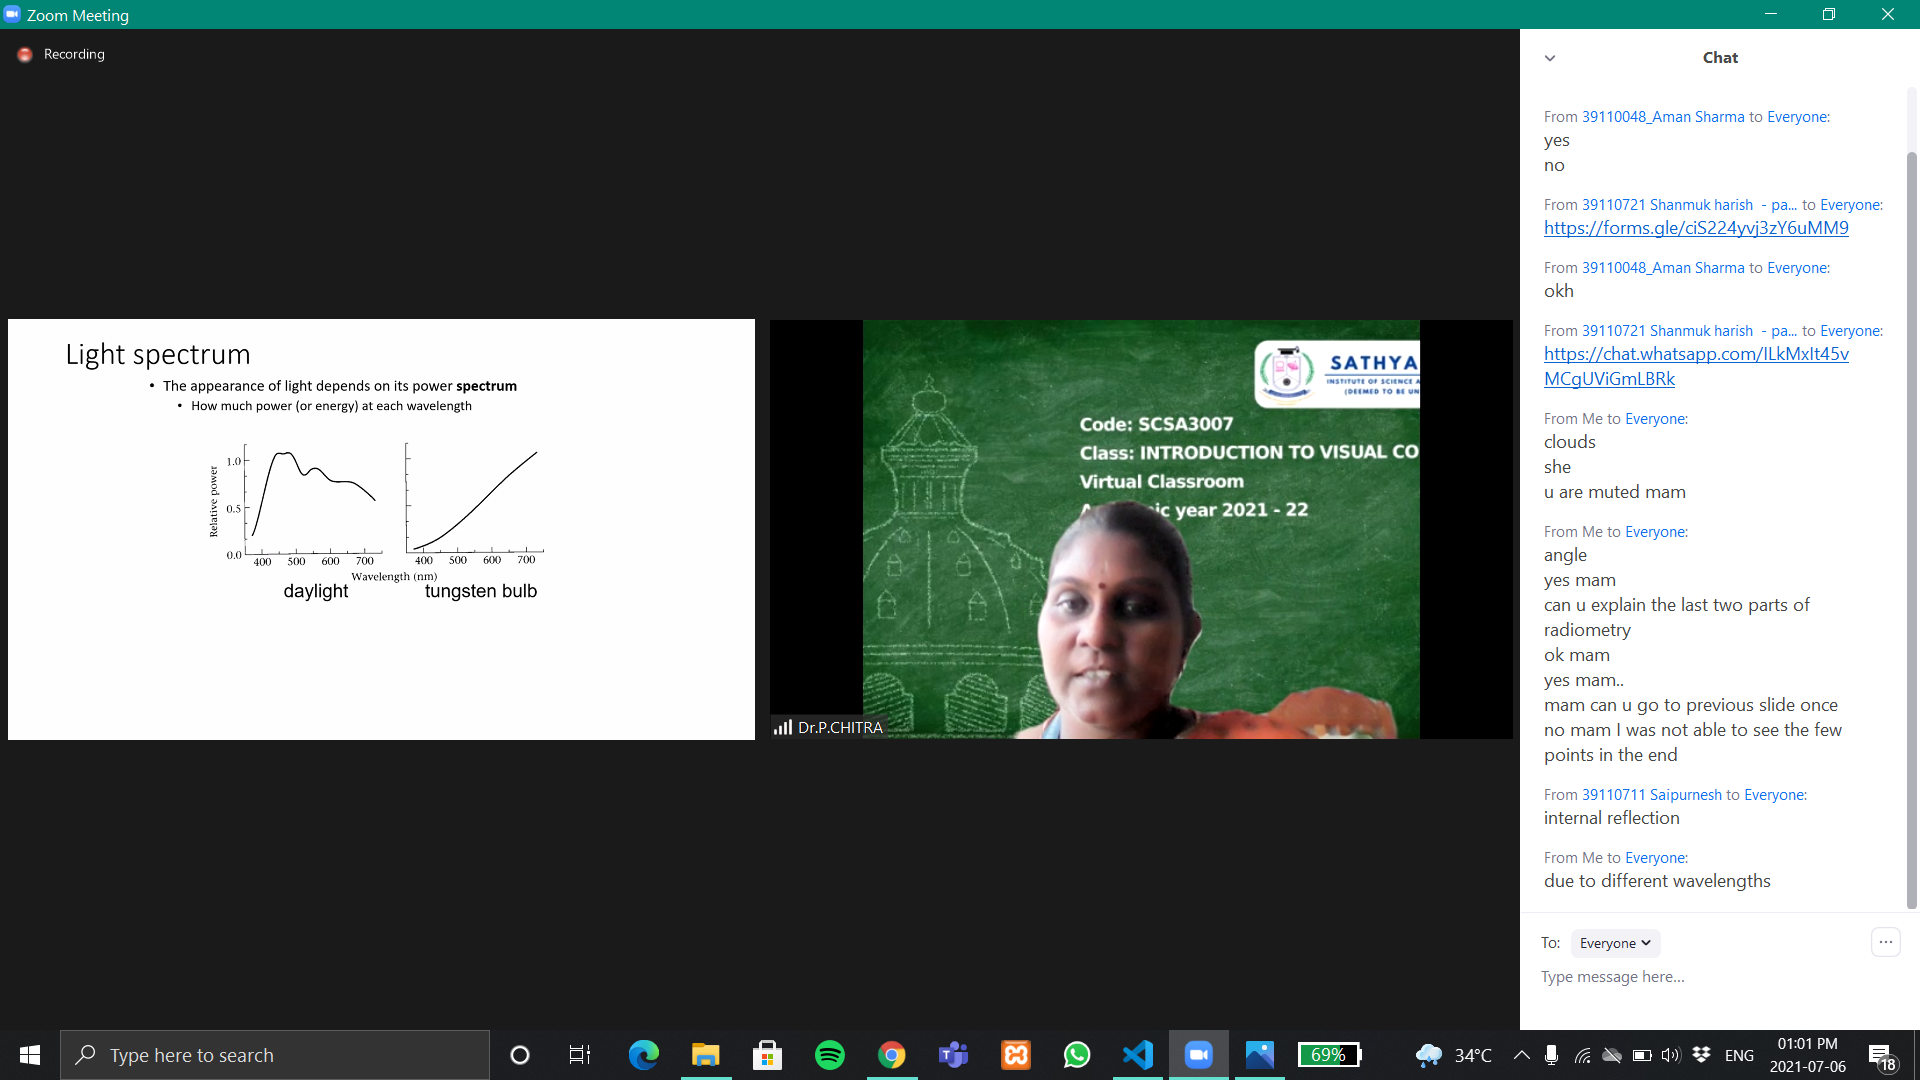 Zoom Meeting
Recording
Light spectrum
• The appearance of light depends on its power spectrum
• How much power (or energy) at each wavelength
Relative power
1.0
0.5
0.0
400 500 600 700
400 500 600 700
Wavelength (nm)
daylight
tungsten bulb
SATHYA
INSTITUTE OF SCIENCE A
(DEEMED TO BE UN
Code: SCSA3007
Class: INTRODUCTION TO VISUAL CO
Virtual Classroom
ic year 2021 - 22
Dr.P.CHITRA
Chat
From 39110048_Aman Sharma to Everyone:
yes
no
From 39110721 Shanmuk harish - pa... to Everyone:
https://forms.gle/ciS224yvj3zY6uMM9
From 39110048_Aman Sharma to Everyone:
okh
From 39110721 Shanmuk harish - pa... to Everyone:
https://chat.whatsapp.com/ILkMxIt45v
MCgUViGmLBRk
From Me to Everyone:
clouds
she
u are muted mam
From Me to Everyone:
angle
yes mam
can u explain the last two parts of
radiometry
ok mam
yes mam..
mam can u go to previous slide once
no mam I was not able to see the few
points in the end
From 39110711 Saipurnesh to Everyone:
internal reflection
From Me to Everyone:
due to different wavelengths
To: Everyone
Type message here...
Type here to search
69%
34°C
ENG
01:01 PM
2021-07-06
18